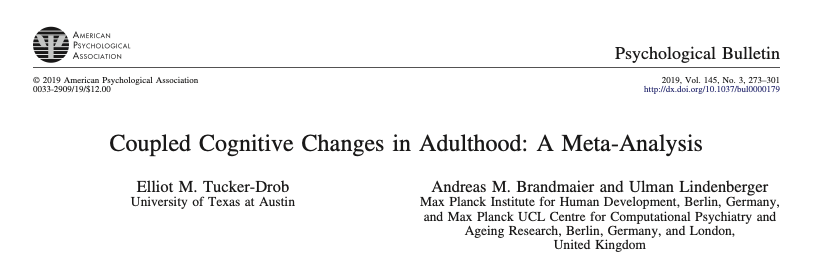 AMERICAN
PSYCHOLOGICAL
ASSOCIATION
Psychological Bulletin
© 2019 American Psychological Association
0033-2909/19/$12.00
2019, Vol. 145, No. 3, 273–301
http://dx.doi.org/10.1037/bul0000179
Coupled Cognitive Changes in Adulthood: A Meta-Analysis
Elliot M. Tucker-Drob
University of Texas at Austin
Andreas M. Brandmaier and Ulman Lindenberger
Max Planck Institute for Human Development, Berlin, Germany,
and Max Planck UCL Centre for Computational Psychiatry and
Ageing Research, Berlin, Germany, and London,
United Kingdom